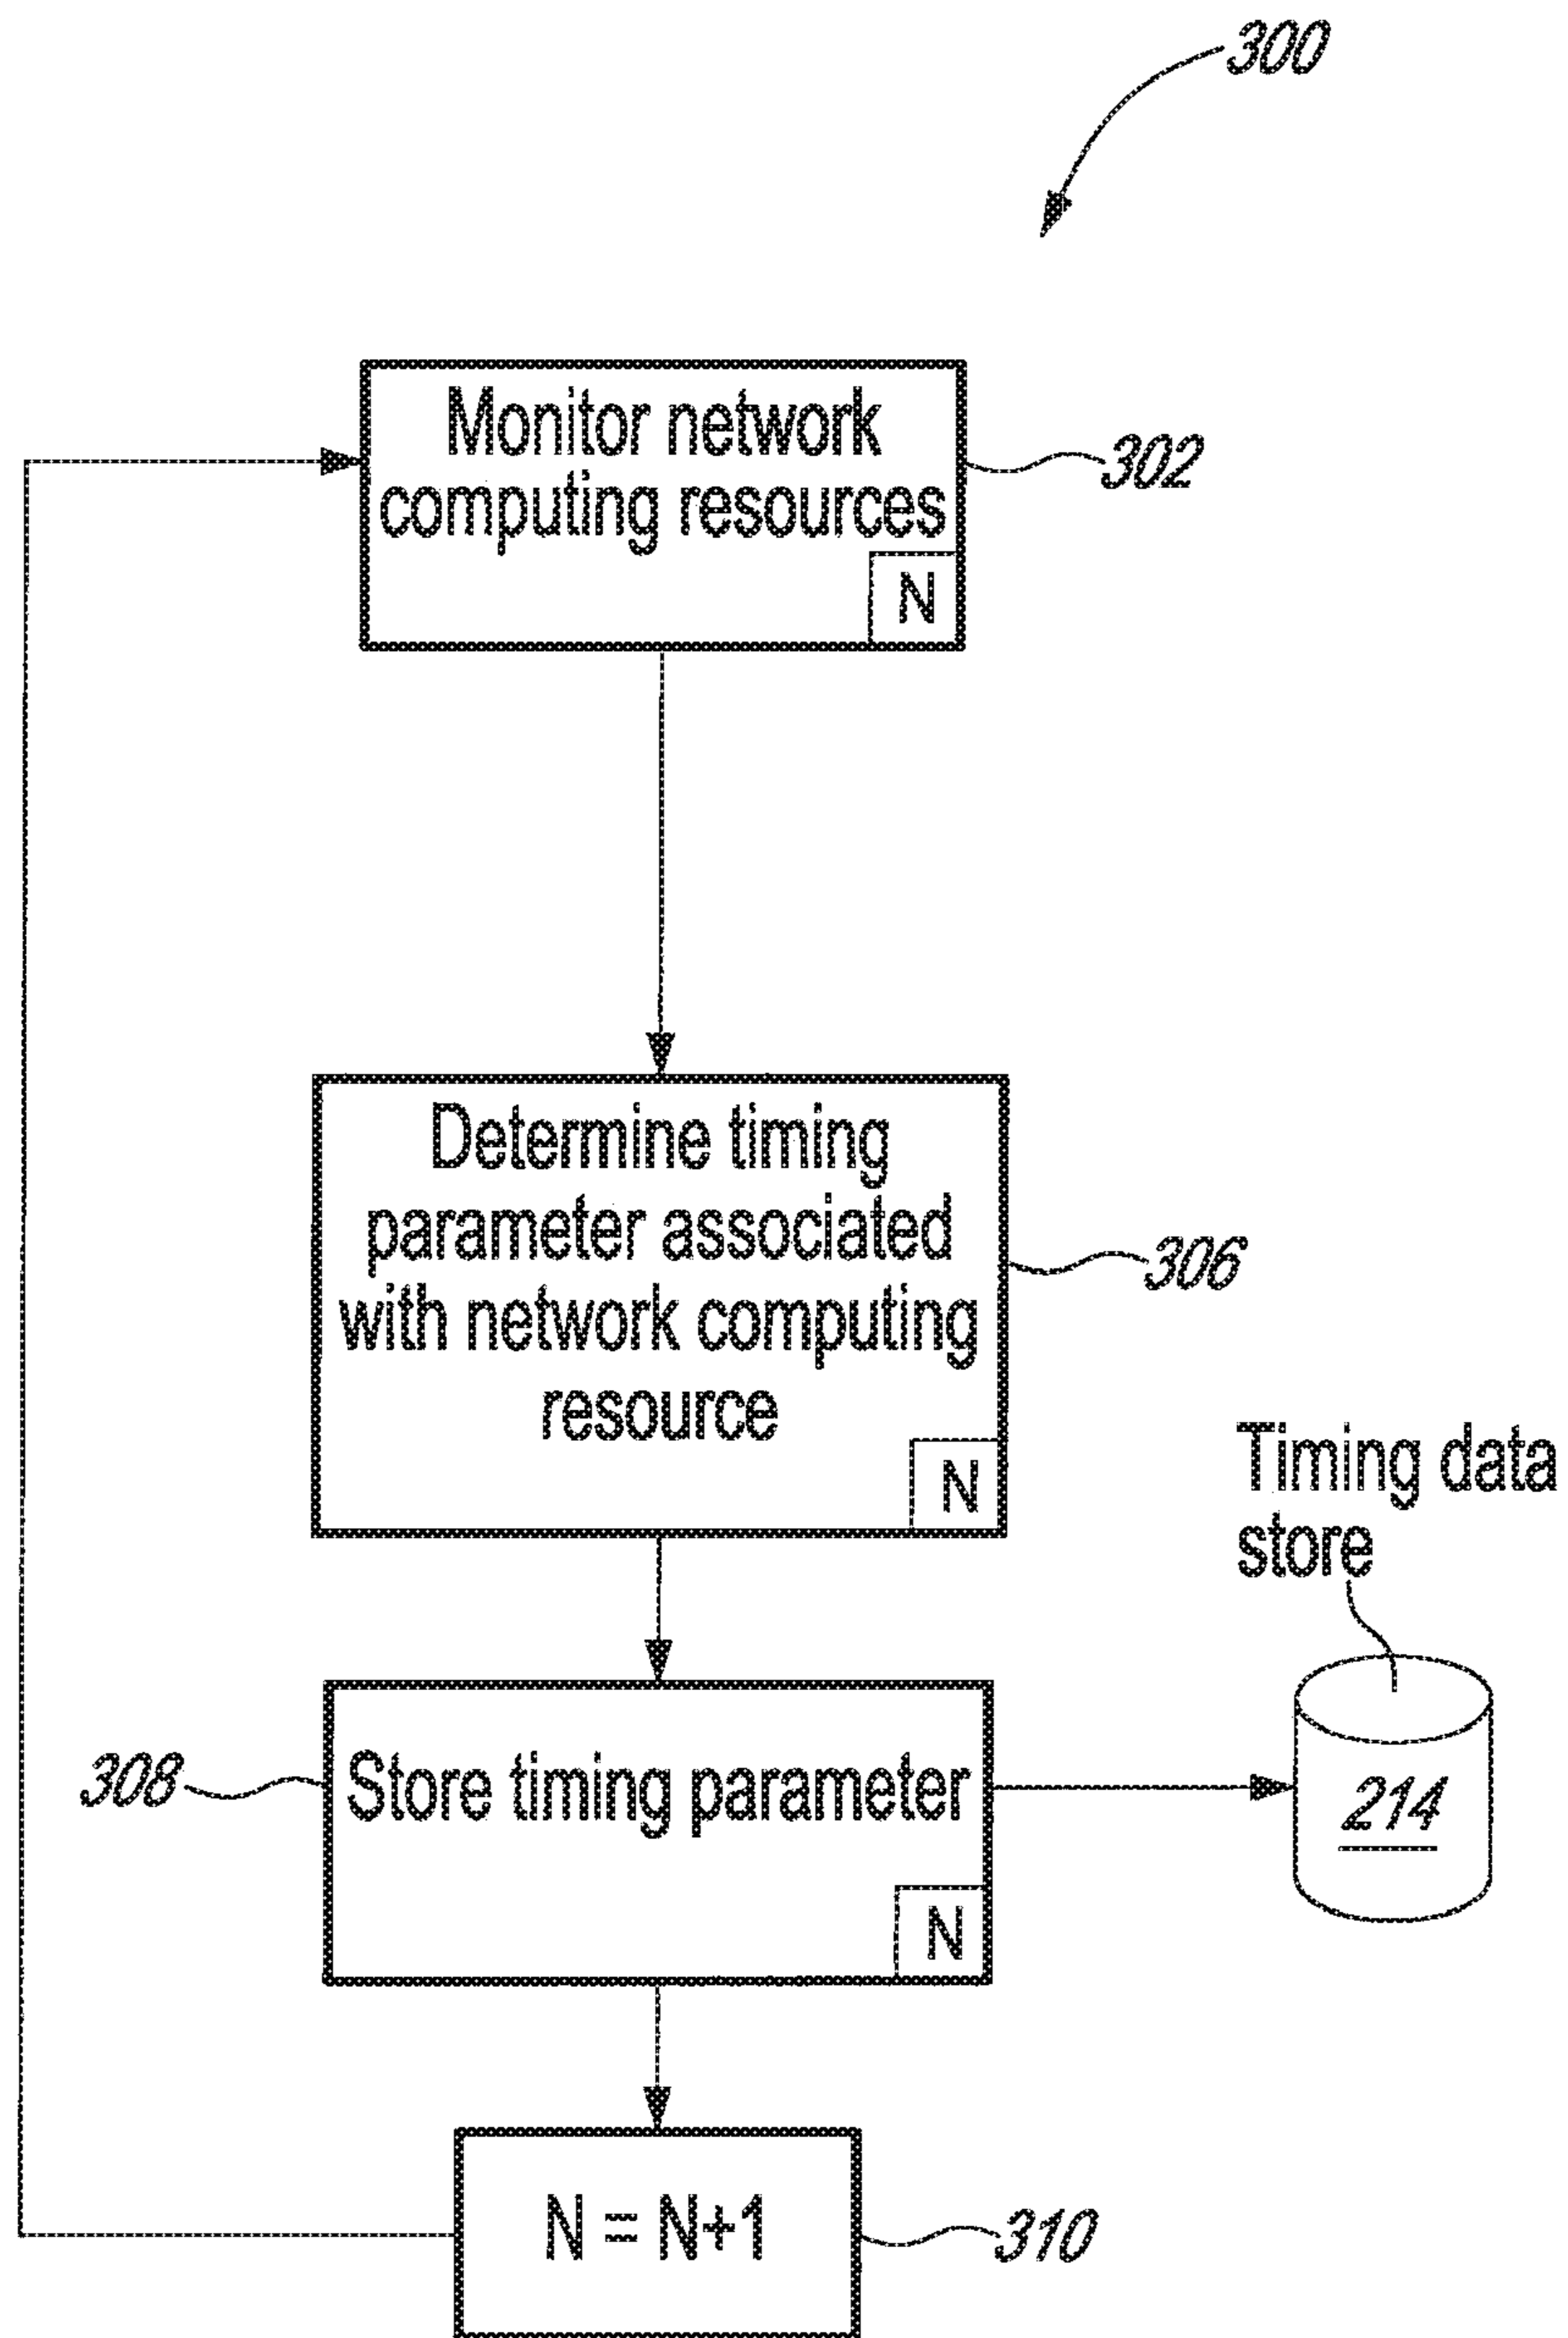 300
Monitor network
computing resources
N
302
Determine timing
parameter associated
with network computing
resource
N
306
Timing data
store
308
Store timing parameter
N
214
N = N+1
310